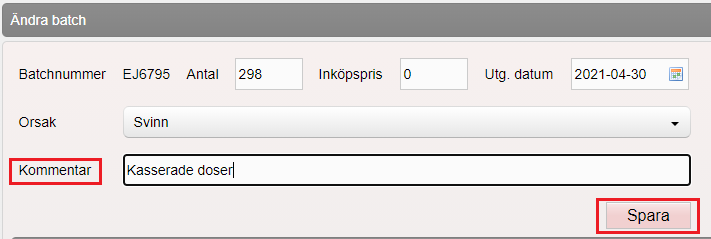 Ändra batch
Batchnummer EJ6795 Antal 298 Inköpspris 0 Utg. datum 2021-04-30
Orsak Svinn
Kommentar Kasserade doser
Spara